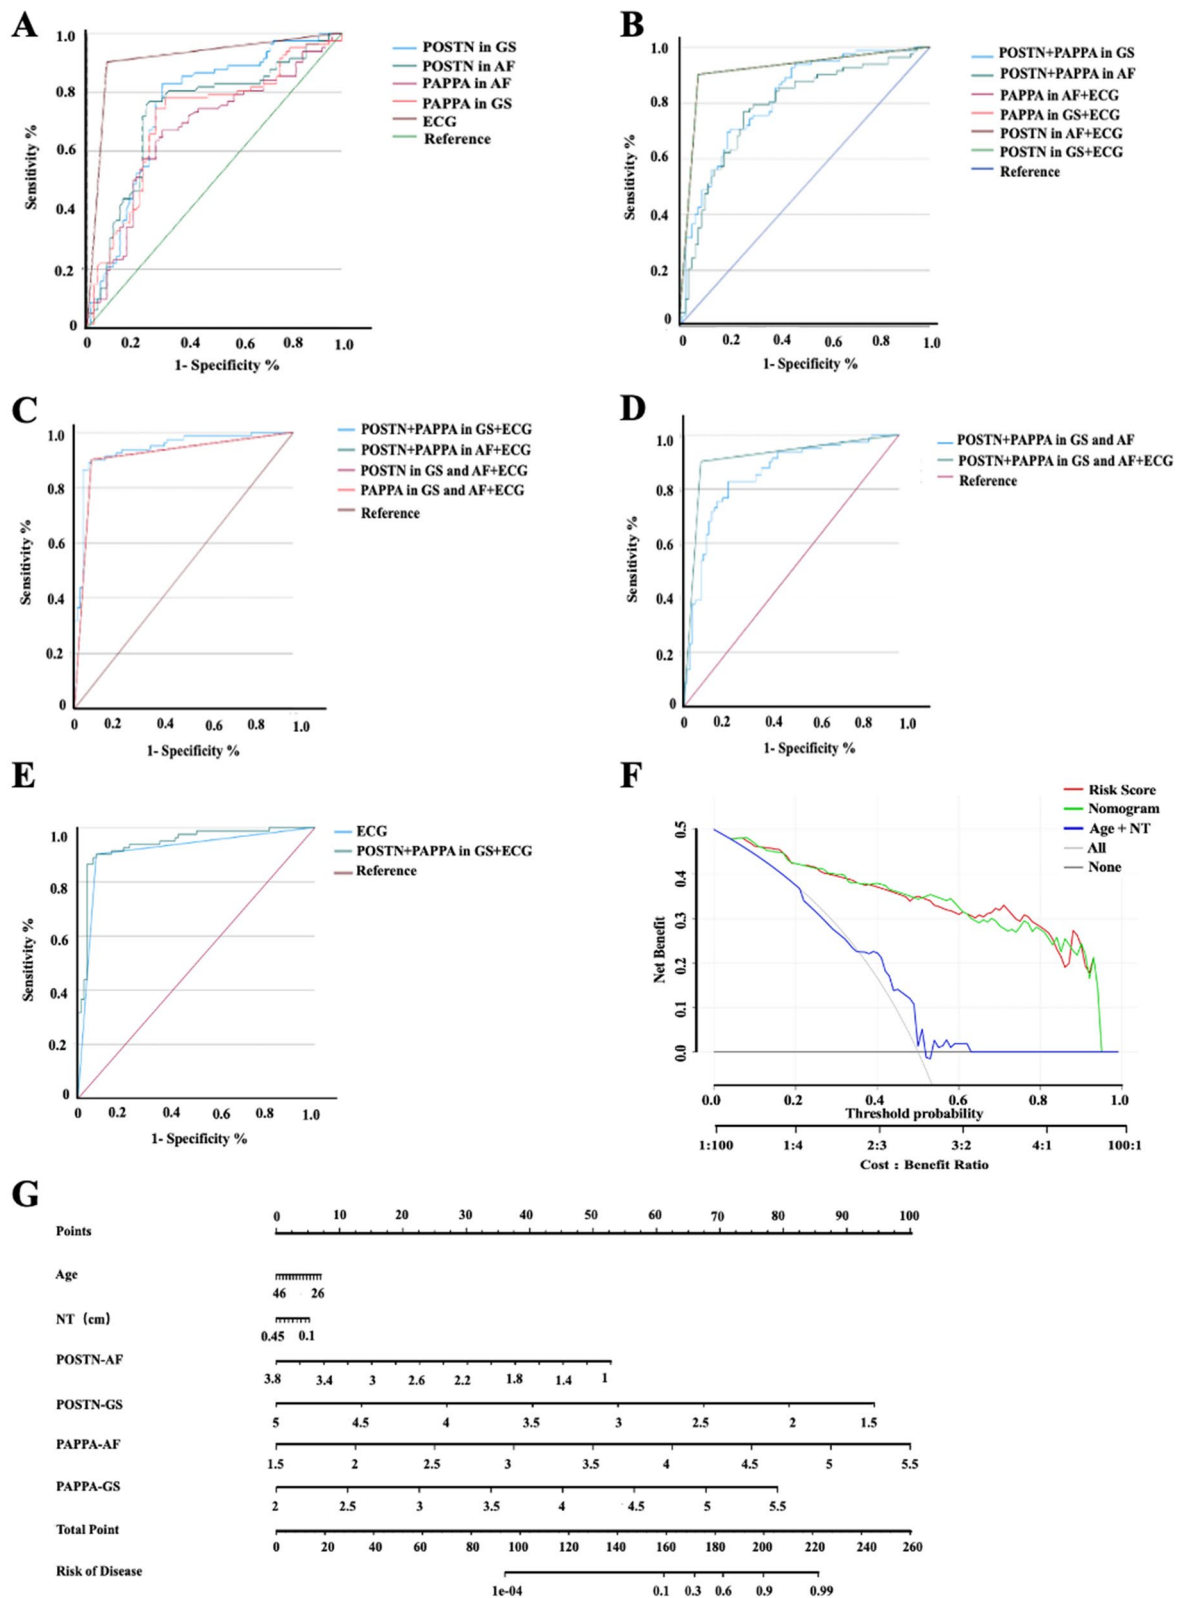 A
1.0
0.8
0.6
0.4
0.2
0
Sensitivity %
0 0.2 0.4 0.6 0.8 1.0
1- Specificity %
POSTN in GS
POSTN in AF
PAPPA in AF
PAPPA in GS
ECG
Reference
B
1.0
0.8
0.6
0.4
0.2
0
Sensitivity %
0 0.2 0.4 0.6 0.8 1.0
1- Specificity %
POSTN+PAPPA in GS
POSTN+PAPPA in AF
PAPPA in AF+ECG
PAPPA in GS+ECG
POSTN in AF+ECG
POSTN in GS+ECG
Reference
C
1.0
0.8
0.6
0.4
0.2
0
Sensitivity %
0 0.2 0.4 0.6 0.8 1.0
1- Specificity %
POSTN+PAPPA in GS+ECG
POSTN+PAPPA in AF+ECG
POSTN in GS and AF+ECG
PAPPA in GS and AF+ECG
Reference
D
1.0
0.8
0.6
0.4
0.2
0
Sensitivity %
0 0.2 0.4 0.6 0.8 1.0
1- Specificity %
POSTN+PAPPA in GS and AF
POSTN+PAPPA in GS and AF+ECG
Reference
E
1.0
0.8
0.6
0.4
0.2
0
Sensitivity %
0 0.2 0.4 0.6 0.8 1.0
1- Specificity %
ECG
POSTN+PAPPA in GS+ECG
Reference
F
Risk Score
Nomogram
Age + NT
All
None
0.5
0.4
0.3
0.2
0.1
0.0
Net Benefit
0.0 0.2 0.4 0.6 0.8 1.0
Threshold probability
1:100 1:4 2:3 3:2 4:1 100:1
Cost : Benefit Ratio
G
Points 0 10 20 30 40 50 60 70 80 90 100
Age
46 26
NT (cm)
0.45 0.1
POSTN-AF
3.8 3.4 3 2.6 2.2 1.8 1.4 1
POSTN-GS
5 4.5 4 3.5 3 2.5 2 1.5
PAPPA-AF
1.5 2 2.5 3 3.5 4 4.5 5 5.5
PAPPA-GS
2 2.5 3 3.5 4 4.5 5 5.5
Total Point
0 20 40 60 80 100 120 140 160 180 200 220 240 260
Risk of Disease
1e-04 0.1 0.3 0.6 0.9 0.99